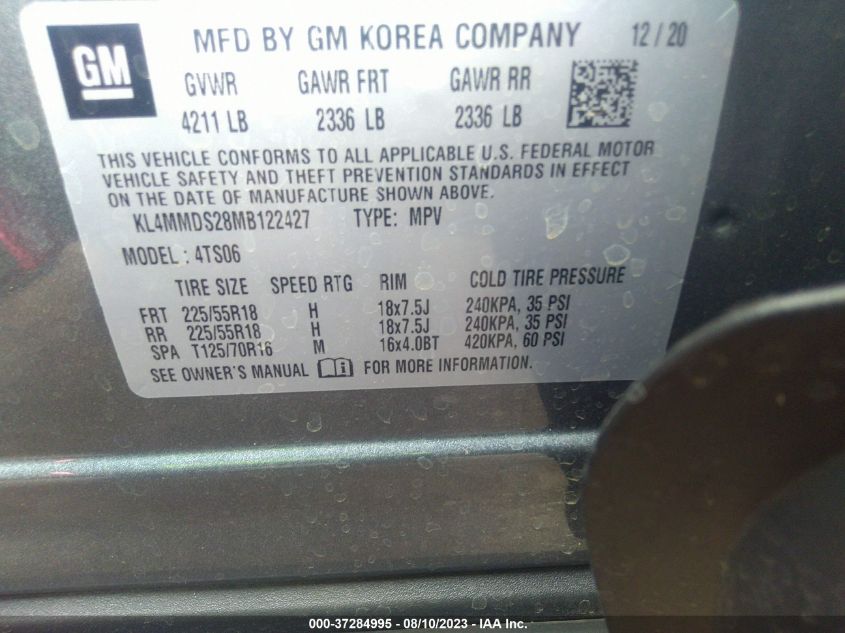 GM
MFD BY GM KOREA COMPANY 12/20
GVWR GAWR FRT GAWR RR
4211 LB 2336 LB 2336 LB
THIS VEHICLE CONFORMS TO ALL APPLICABLE U.S. FEDERAL MOTOR
VEHICLE SAFETY AND THEFT PREVENTION STANDARDS IN EFFECT
ON THE DATE OF MANUFACTURE SHOWN ABOVE.
KL4MMDS28MB122427 TYPE: MPV
MODEL : 4TS06
TIRE SIZE SPEED RTG RIM COLD TIRE PRESSURE
FRT 225/55R18 H 18x7.5J 240KPA, 35 PSI
RR 225/55R18 H 18x7.5J 240KPA, 35 PSI
SPA T125/70R16 M 16x4.0BT 420KPA, 60 PSI
SEE OWNER'S MANUAL i FOR MORE INFORMATION.
000-37284995 - 08/10/2023 - IAA Inc.